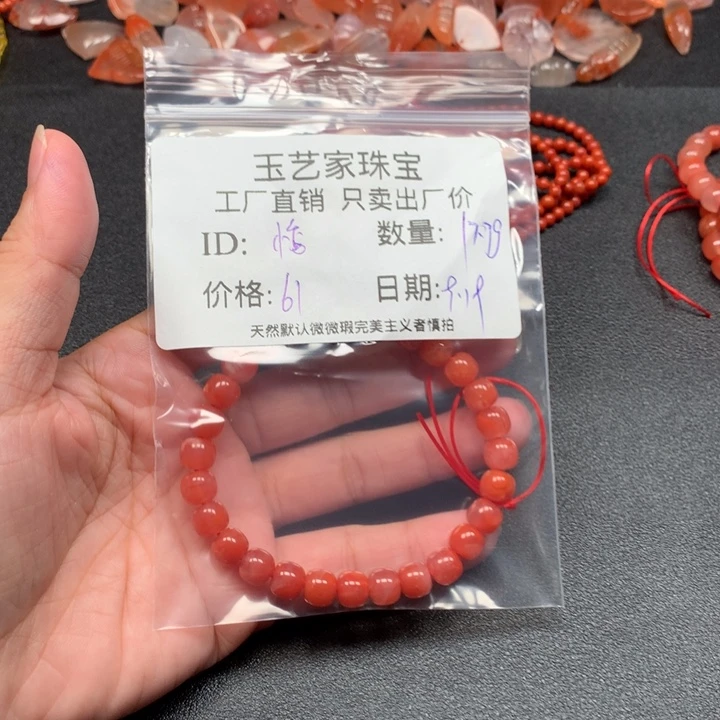 玉艺家珠宝
工厂直销 只卖出厂价
ID: 数量:
价格: 61 日期:
天然默认微微瑕完美主义者慎拍